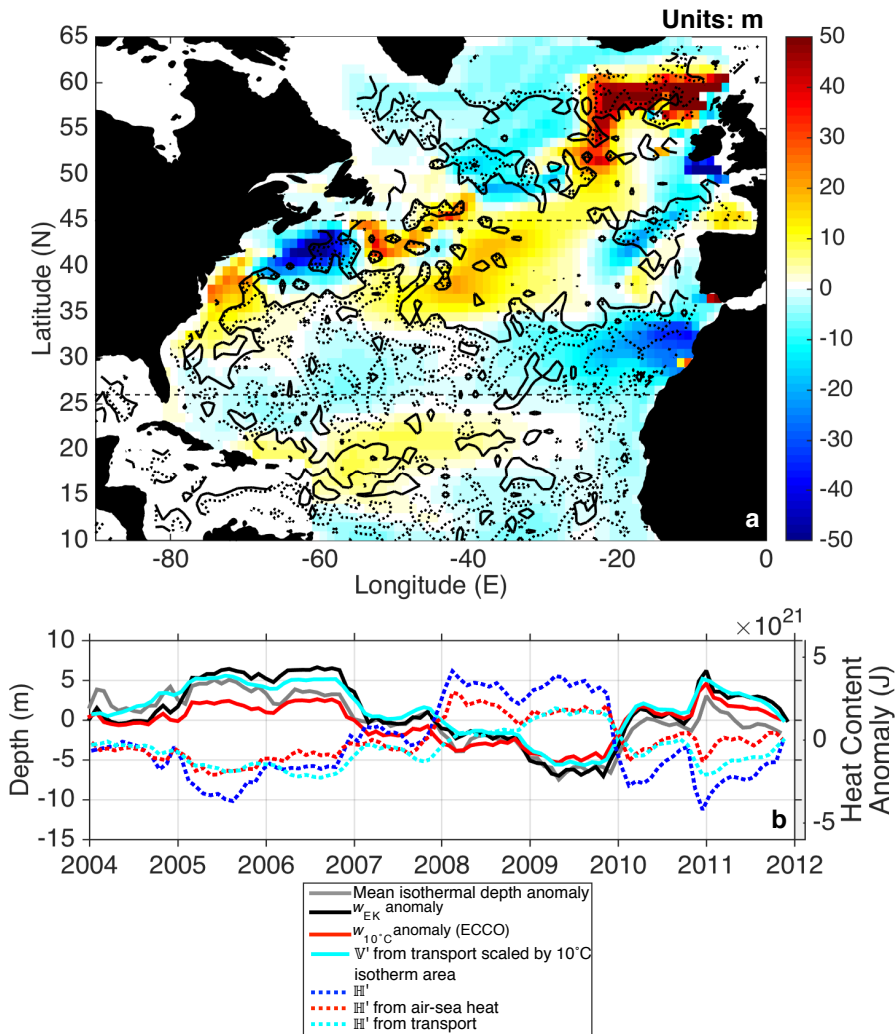 Units: m
65
60
55
50
45
40
35
30
25
20
15
10
Latitude (N)
-80
-60
-40
-20
0
Longitude (E)
a
50
40
30
20
10
0
-10
-20
-30
-40
-50
×10²¹
10
5
0
-5
-10
-15
Depth (m)
5
0
-5
Heat Content
Anomaly (J)
b
2004
2005
2006
2007
2008
2009
2010
2011
2012
Mean isothermal depth anomaly
w_EK anomaly
w_10°C anomaly (ECCO)
𝕍' from transport scaled by 10°C
isotherm area
ℍ'
ℍ' from air-sea heat
ℍ' from transport